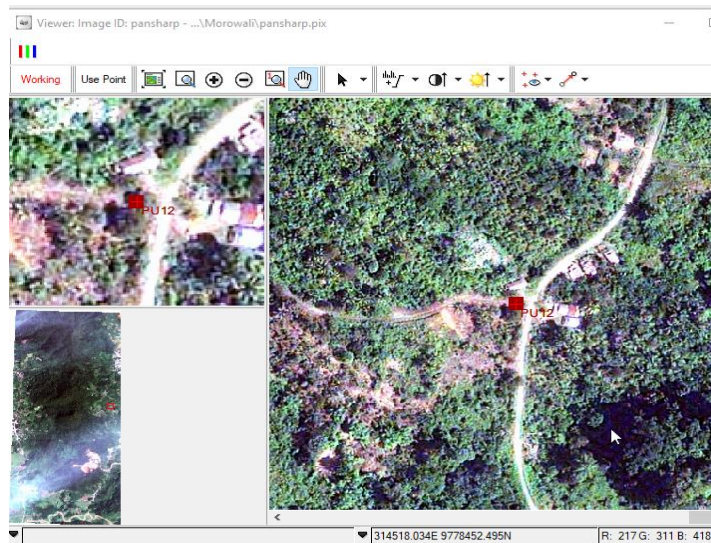 Viewer: Image ID: pansharp - ...\Morowali\pansharp.pix
Working Use Point
PU12
PU12
314518.034E 9778452.495N R: 217 G: 311 B: 418